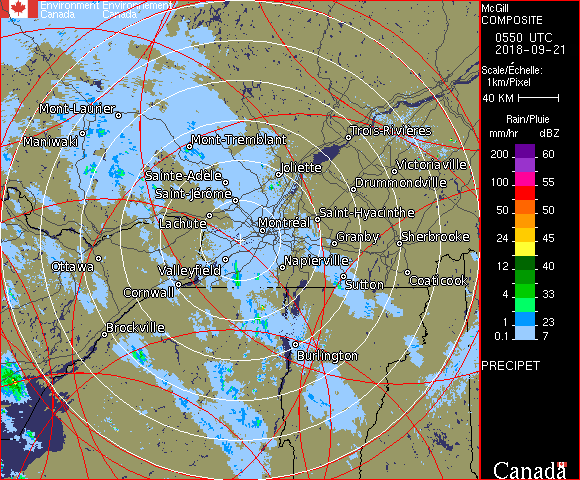 Environment Environnement
Canada Canada
McGill
COMPOSITE
0550 UTC
2018-09-21
Scale/Échelle:
1km/Pixel
40 KM
Rain/Pluie
mm/hr dBZ
200 60
100 55
50 50
24 45
12 40
4 33
1 23
0.1 7
PRECIPET
Canada
Mont-Laurier
Maniwaki
Mont-Tremblant
Trois-Rivières
Joliette
Victoriaville
Sainte-Adèle
Drummondville
Saint-Jérôme
Saint-Hyacinthe
Lachute
Montréal
Granby
Sherbrooke
Ottawa
Valleyfield
Napierville
Cornwall
Sutton
Coaticook
Brockville
Burlington